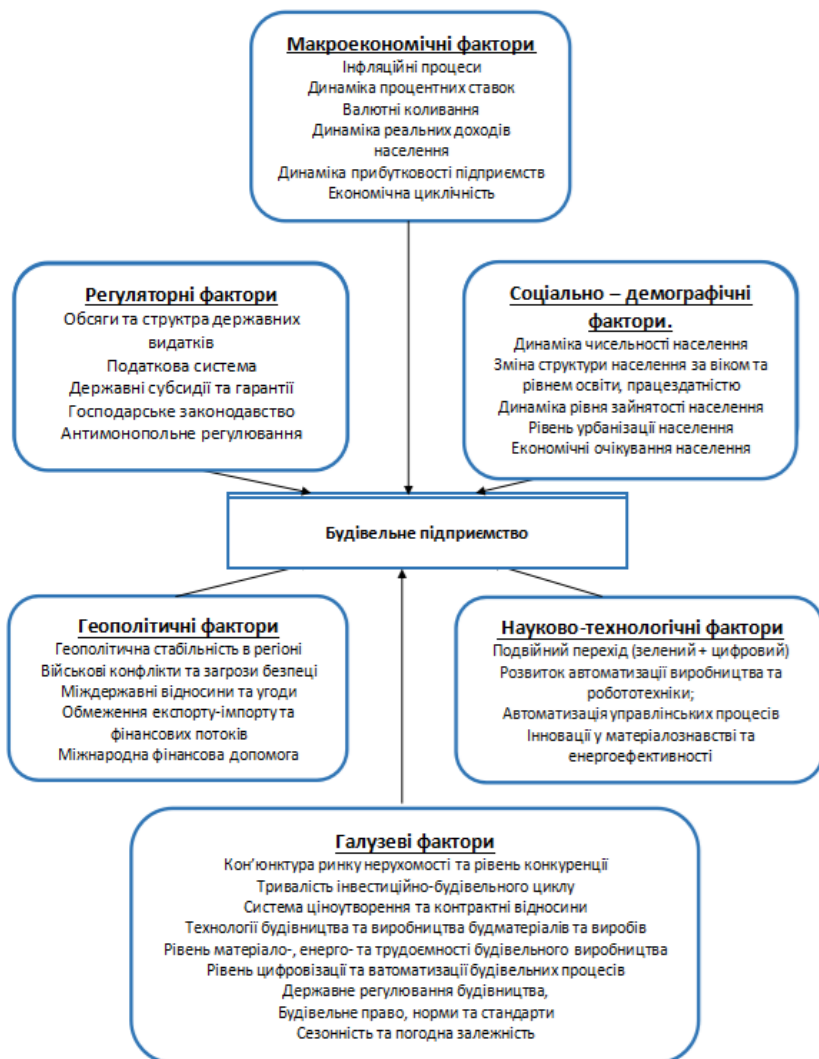 Макроекономічні фактори
Інфляційні процеси
Динаміка процентних ставок
Валютні коливання
Динаміка реальних доходів
населення
Динаміка прибутковості підприємств
Економічна циклічність
Регуляторні фактори
Обсяги та структра державних
видатків
Податкова система
Державні субсидії та гарантії
Господарське законодавство
Антимонопольне регулювання
Соціально – демографічні
фактори.
Динаміка чисельності населення
Зміна структури населення за віком та
рівнем освіти, працездатністю
Динаміка рівня зайнятості населення
Рівень урбанізації населення
Економічні очікування населення
Будівельне підприємство
Геополітичні фактори
Геополітична стабільність в регіоні
Військові конфлікти та загрози безпеці
Міждержавні відносини та угоди
Обмеження експорту-імпорту та
фінансових потоків
Міжнародна фінансова допомога
Науково-технологічні фактори
Подвійний перехід (зелений + цифровий)
Розвиток автоматизації виробництва та
робототехніки;
Автоматизація управлінських процесів
Інновації у матеріалознавстві та
енергоефективності
Галузеві фактори
Кон’юнктура ринку нерухомості та рівень конкуренції
Тривалість інвестиційно-будівельного циклу
Система ціноутворення та контрактні відносини
Технології будівництва та виробництва будматеріалів та виробів
Рівень матеріало-, енерго- та трудоємності будівельного виробництва
Рівень цифровізації та ватоматизації будівельних процесів
Державне регулювання будівництва,
Будівельне право, норми та стандарти
Сезонність та погодна залежність